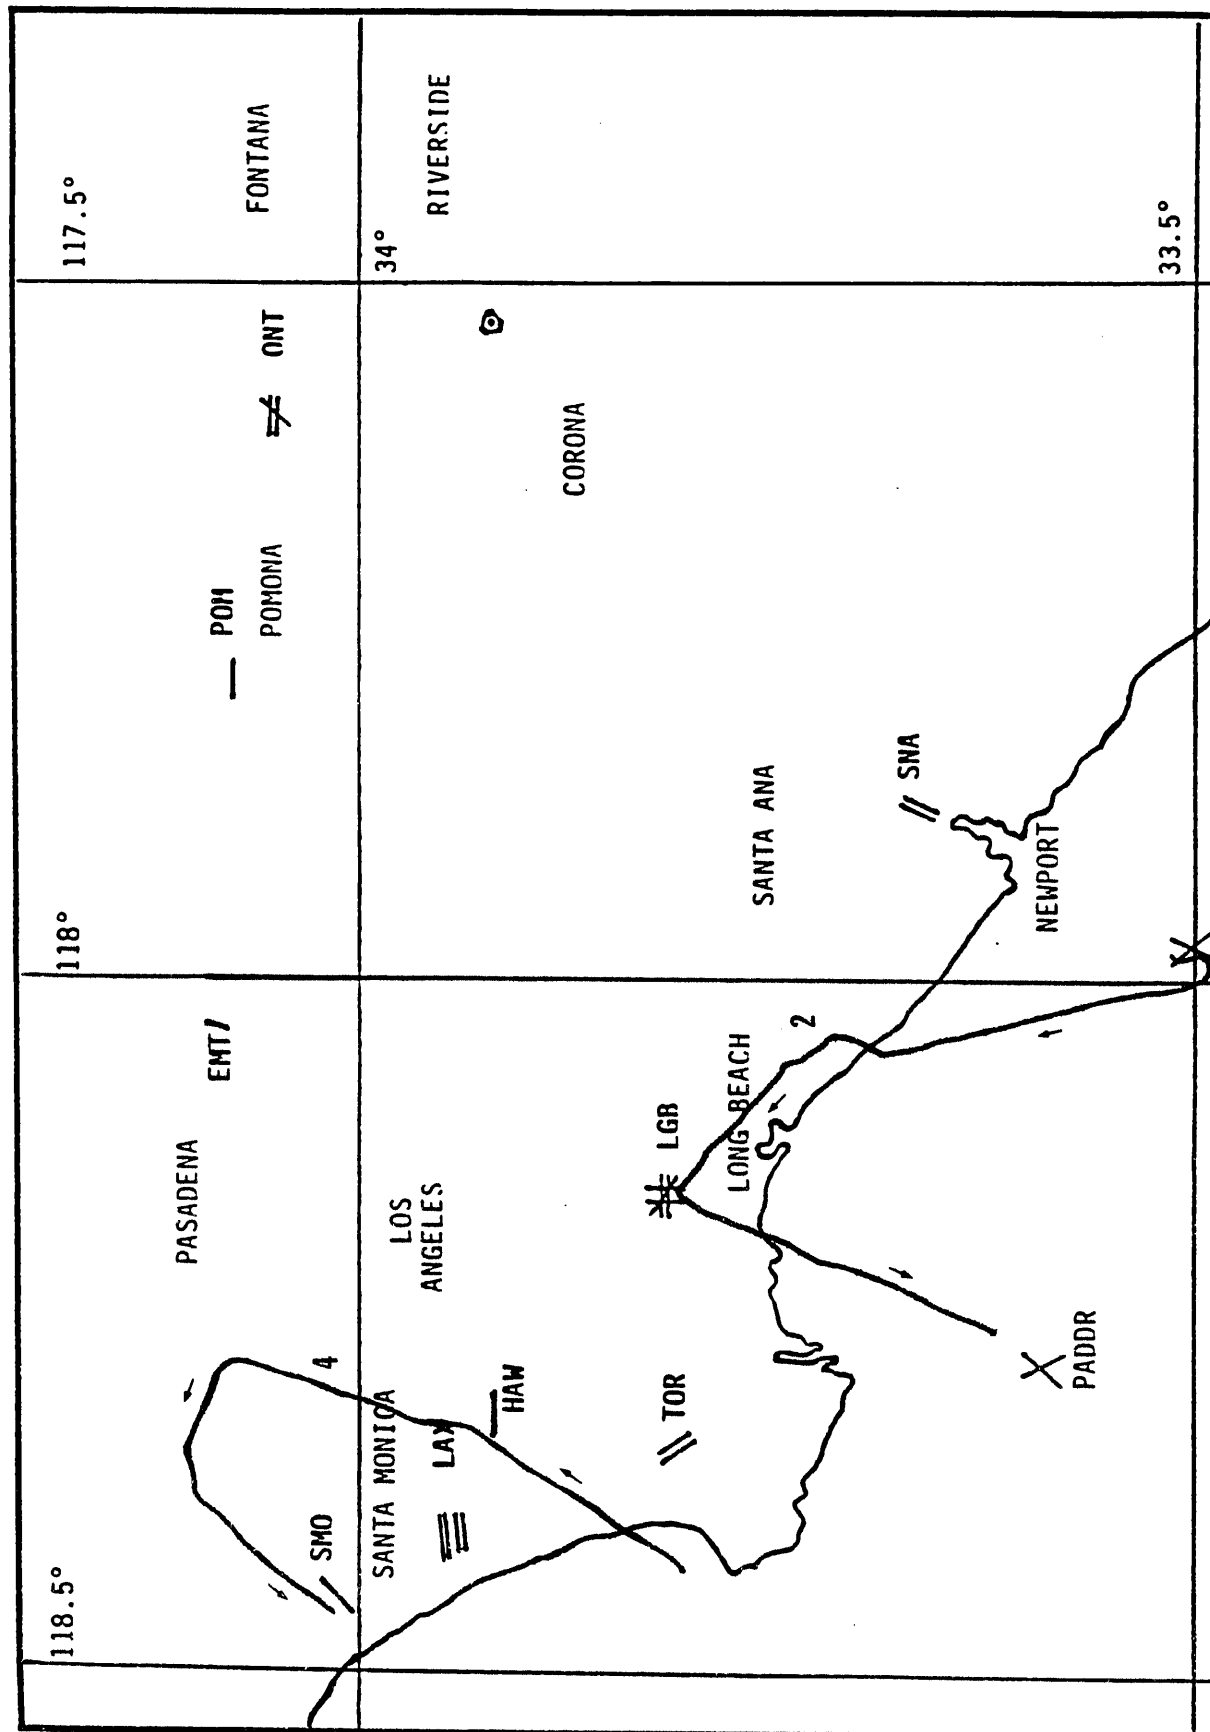 118.5°
118°
117.5°
PASADENA
EMT
POM
POMONA
ONT
FONTANA
SMO
4
34°
SANTA MONICA
LAX
HAW
LOS
ANGELES
RIVERSIDE
CORONA
TOR
LGB
LONG BEACH
2
SANTA ANA
SNA
NEWPORT
PADDR
33.5°